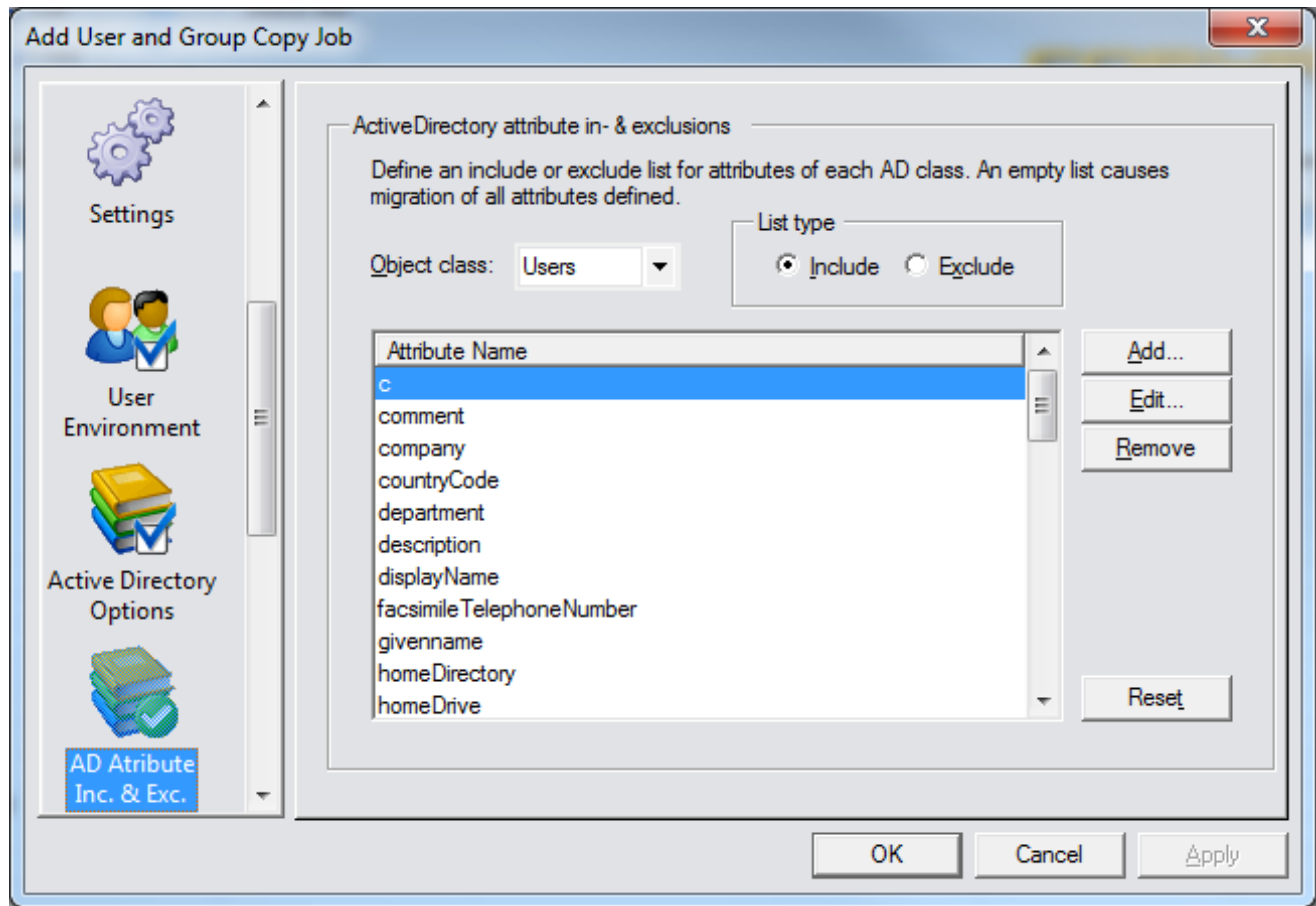 Add User and Group Copy Job
Settings
User
Environment
Active Directory
Options
AD Atribute
Inc. & Exc.
ActiveDirectory attribute in- & exclusions
Define an include or exclude list for attributes of each AD class. An empty list causes
migration of all attributes defined.
Object class: Users
List type
Include Exclude
Attribute Name
c
comment
company
countryCode
department
description
displayName
facsimileTelephoneNumber
givenname
homeDirectory
homeDrive
Add...
Edit...
Remove
Reset
OK Cancel Apply